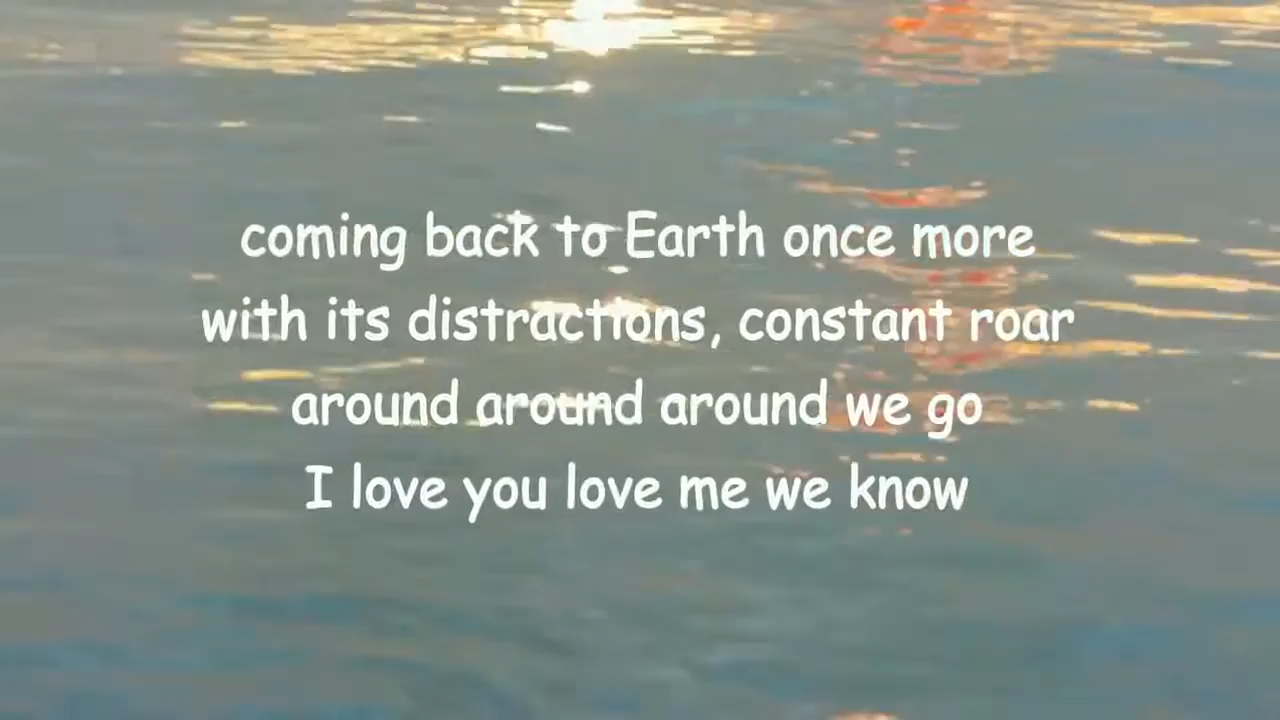 coming back to Earth once more
with its distractions, constant roar
around around around we go
I love you love me we know